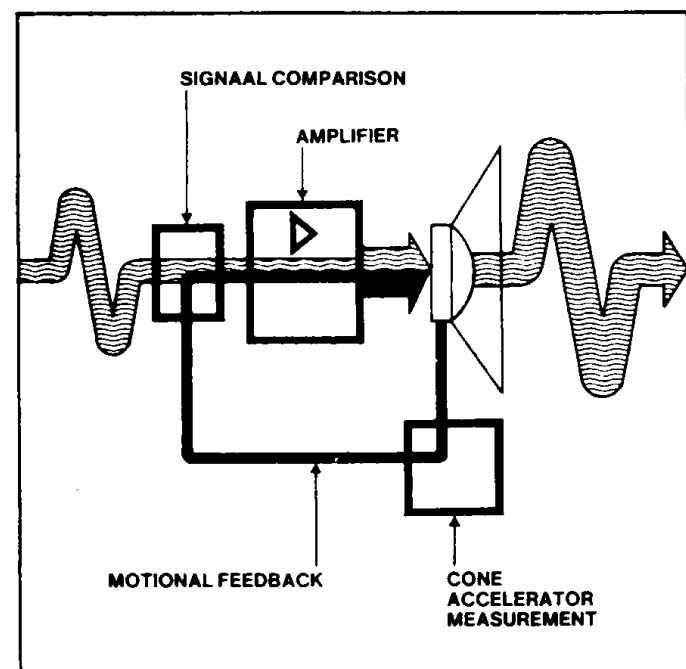 SIGNAAL COMPARISON
AMPLIFIER
MOTIONAL FEEDBACK
CONE
ACCELERATOR
MEASUREMENT